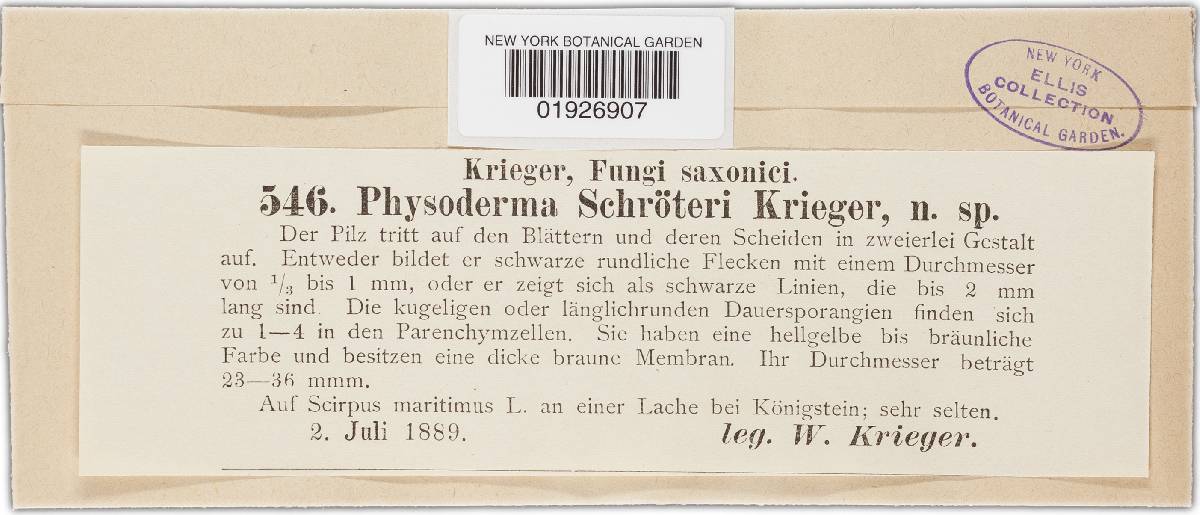 NEW YORK BOTANICAL GARDEN
01926907
NEW YORK
ELLIS
COLLECTION
BOTANICAL GARDEN.
Krieger, Fungi saxonici.
546. Physoderma Schröteri Krieger, n. sp.
Der Pilz tritt auf den Blättern und deren Scheiden in zweierlei Gestalt
auf. Entweder bildet er schwarze rundliche Flecken mit einem Durchmesser
von 1/3 bis 1 mm, oder er zeigt sich als schwarze Linien, die bis 2 mm
lang sind. Die kugeligen oder länglichrunden Dauersporangien finden sich
zu 1—4 in den Parenchymzellen. Sie haben eine hellgelbe bis bräunliche
Farbe und besitzen eine dicke braune Membran. Ihr Durchmesser beträgt
23—36 mmm.
Auf Scirpus maritimus L. an einer Lache bei Königstein; sehr selten.
2. Juli 1889.
leg. W. Krieger.